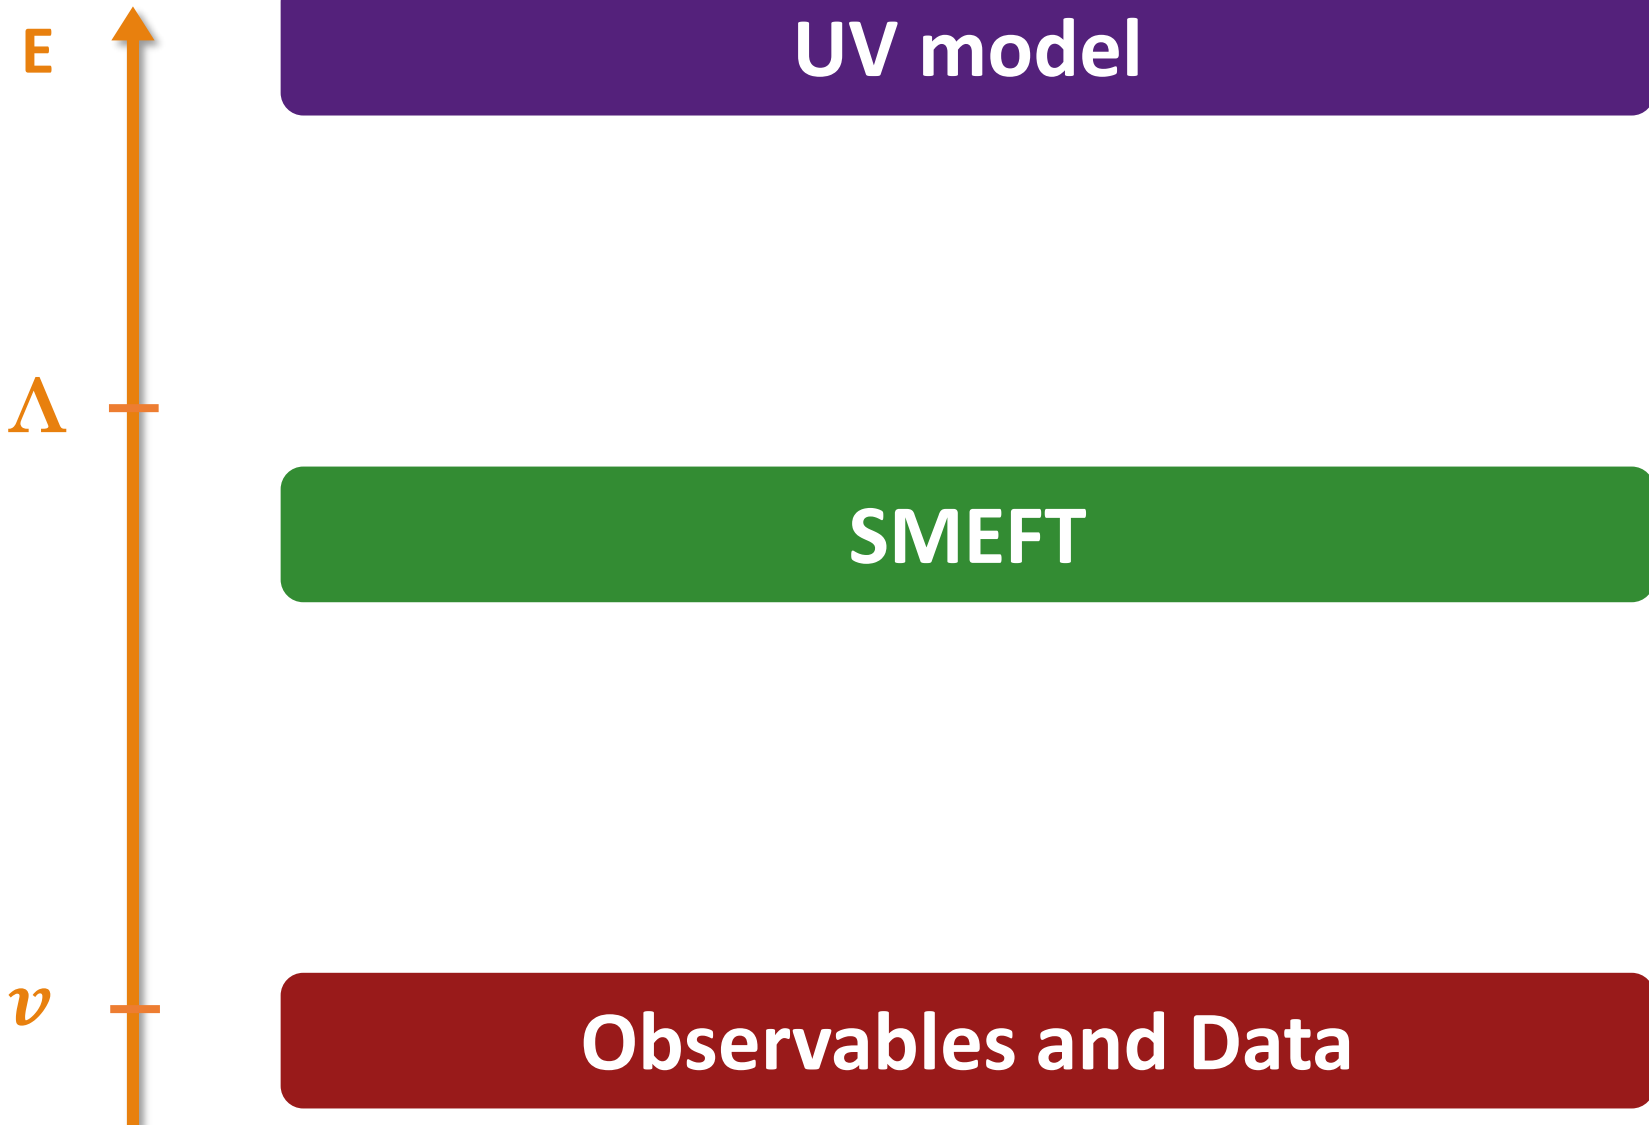 E
UV model
Λ
SMEFT
v
Observables and Data